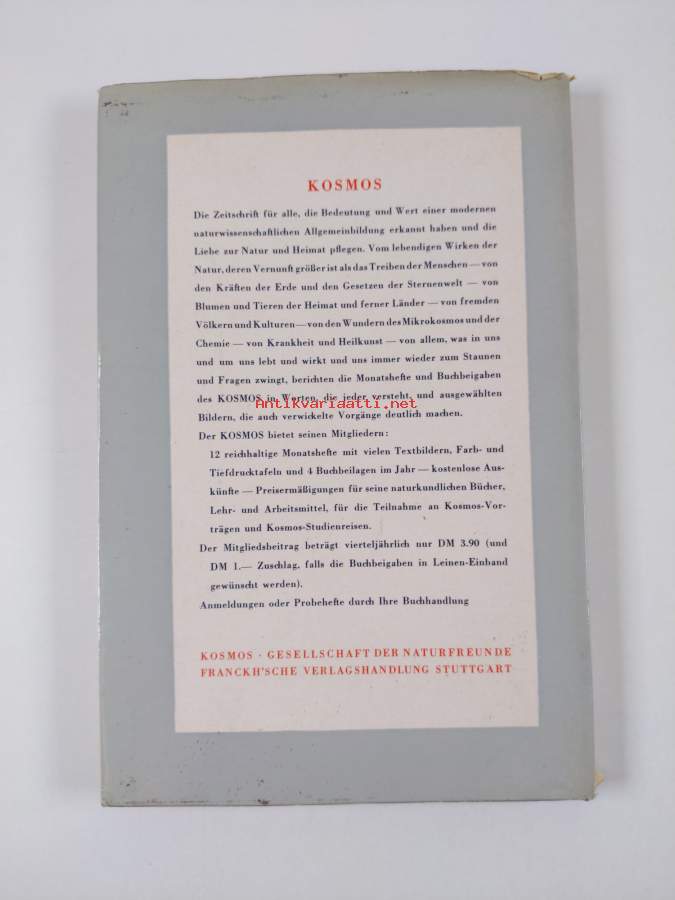 KOSMOS
Die Zeitschrift für alle, die Bedeutung und Wert einer modernen
naturwissenschaftlichen Allgemeinbildung erkannt haben und die
Liebe zur Natur und Heimat pflegen. Vom lebendigen Wirken der
Natur, deren Vernunft größer ist als das Treiben der Menschen — von
den Kräften der Erde und den Gesetzen der Sternenwelt — von
Blumen und Tieren der Heimat und ferner Länder — von fremden
Völkern und Kulturen — von den Wundern des Mikrokosmos und der
Chemie — von Krankheit und Heilkunst — von allem, was in uns
und um uns lebt und wirkt und uns immer wieder zum Staunen
und Fragen zwingt, berichten die Monatshefte und Buchbeigaben
des KOSMOS in Worten, die jeder versteht, und ausgewählten
Antikvariaatti.net
Bildern, die auch verwickelte Vorgänge deutlich machen.
Der KOSMOS bietet seinen Mitgliedern:
12 reichhaltige Monatshefte mit vielen Textbildern, Farb- und
Tiefdrucktafeln und 4 Buchbeilagen im Jahr — kostenlose Aus-
künfte — Preisermäßigungen für seine naturkundlichen Bücher,
Lehr- und Arbeitsmittel, für die Teilnahme an Kosmos-Vor-
trägen und Kosmos-Studienreisen.
Der Mitgliedsbeitrag beträgt vierteljährlich nur DM 3.90 (und
DM 1.— Zuschlag, falls die Buchbeigaben in Leinen-Einband
gewünscht werden).
Anmeldungen oder Probehefte durch Ihre Buchhandlung
KOSMOS · GESELLSCHAFT DER NATURFREUNDE
FRANCKH'SCHE VERLAGSHANDLUNG STUTTGART